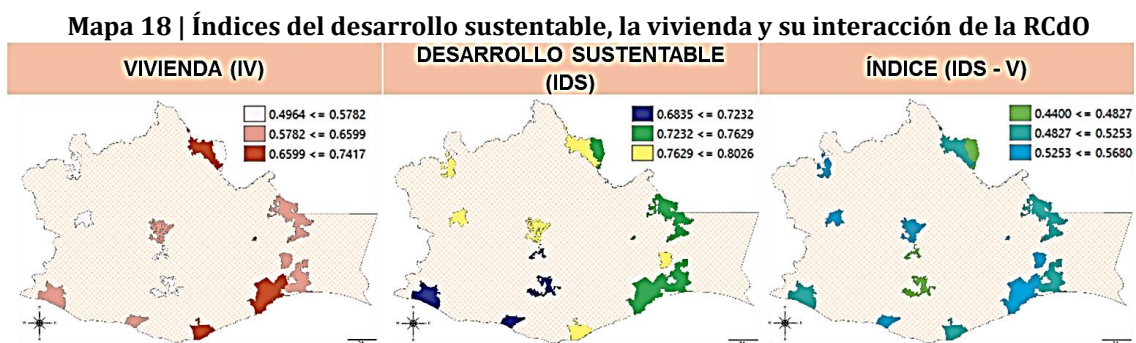 Mapa 18 | Índices del desarrollo sustentable, la vivienda y su interacción de la RCdO
VIVIENDA (IV)
DESARROLLO SUSTENTABLE
(IDS)
ÍNDICE (IDS - V)
0.4964 <= 0.5782
0.5782 <= 0.6599
0.6599 <= 0.7417
0.6835 <= 0.7232
0.7232 <= 0.7629
0.7629 <= 0.8026
0.4400 <= 0.4827
0.4827 <= 0.5253
0.5253 <= 0.5680